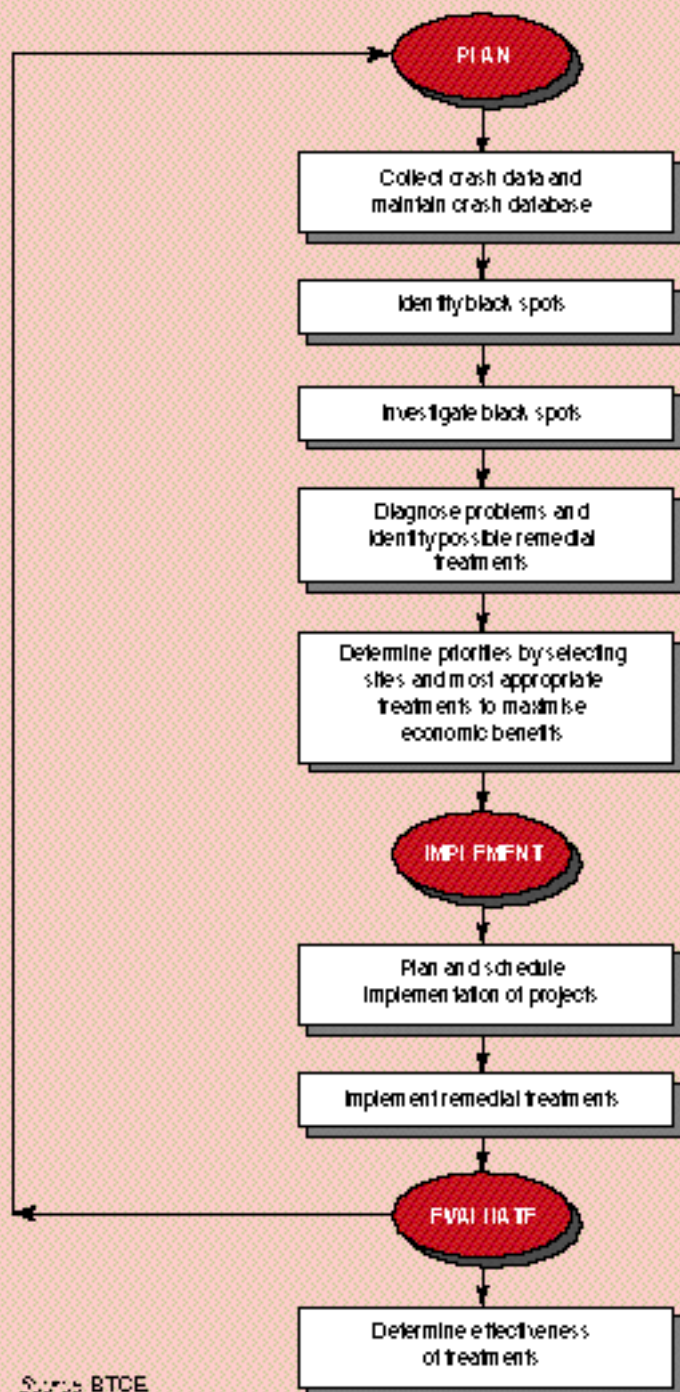 PLAN
Collect crash data and
maintain crash database
Identify black spots
Investigate black spots
Diagnose problems and
identify possible remedial
treatments
Determine priorities by selecting
sites and most appropriate
treatments to maximise
economic benefits
IMPLEMENT
Plan and schedule
implementation of projects
Implement remedial treatments
EVALUATE
Determine effectiveness
of treatments
Source BTCE